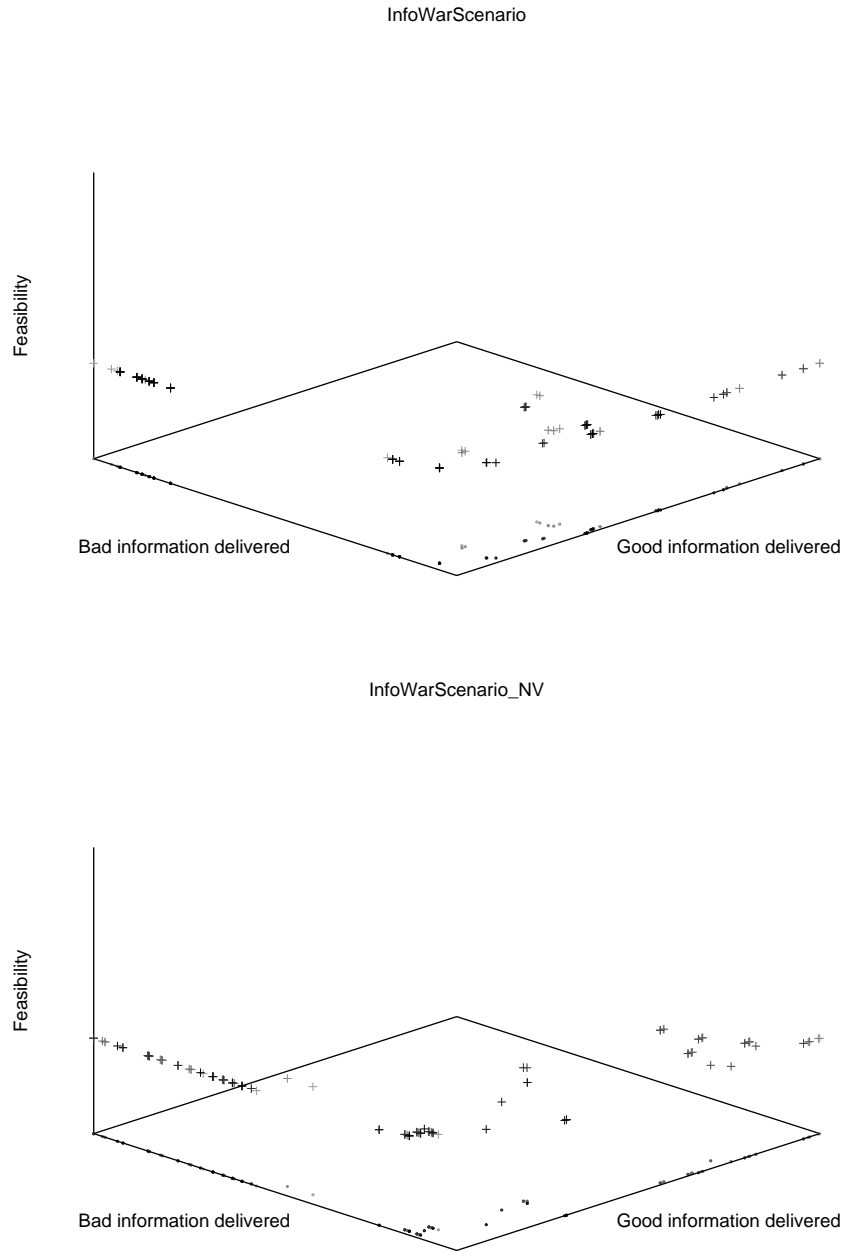 InfoWarScenario
Feasibility
Bad information delivered
Good information delivered
InfoWarScenario_NV
Feasibility
Bad information delivered
Good information delivered